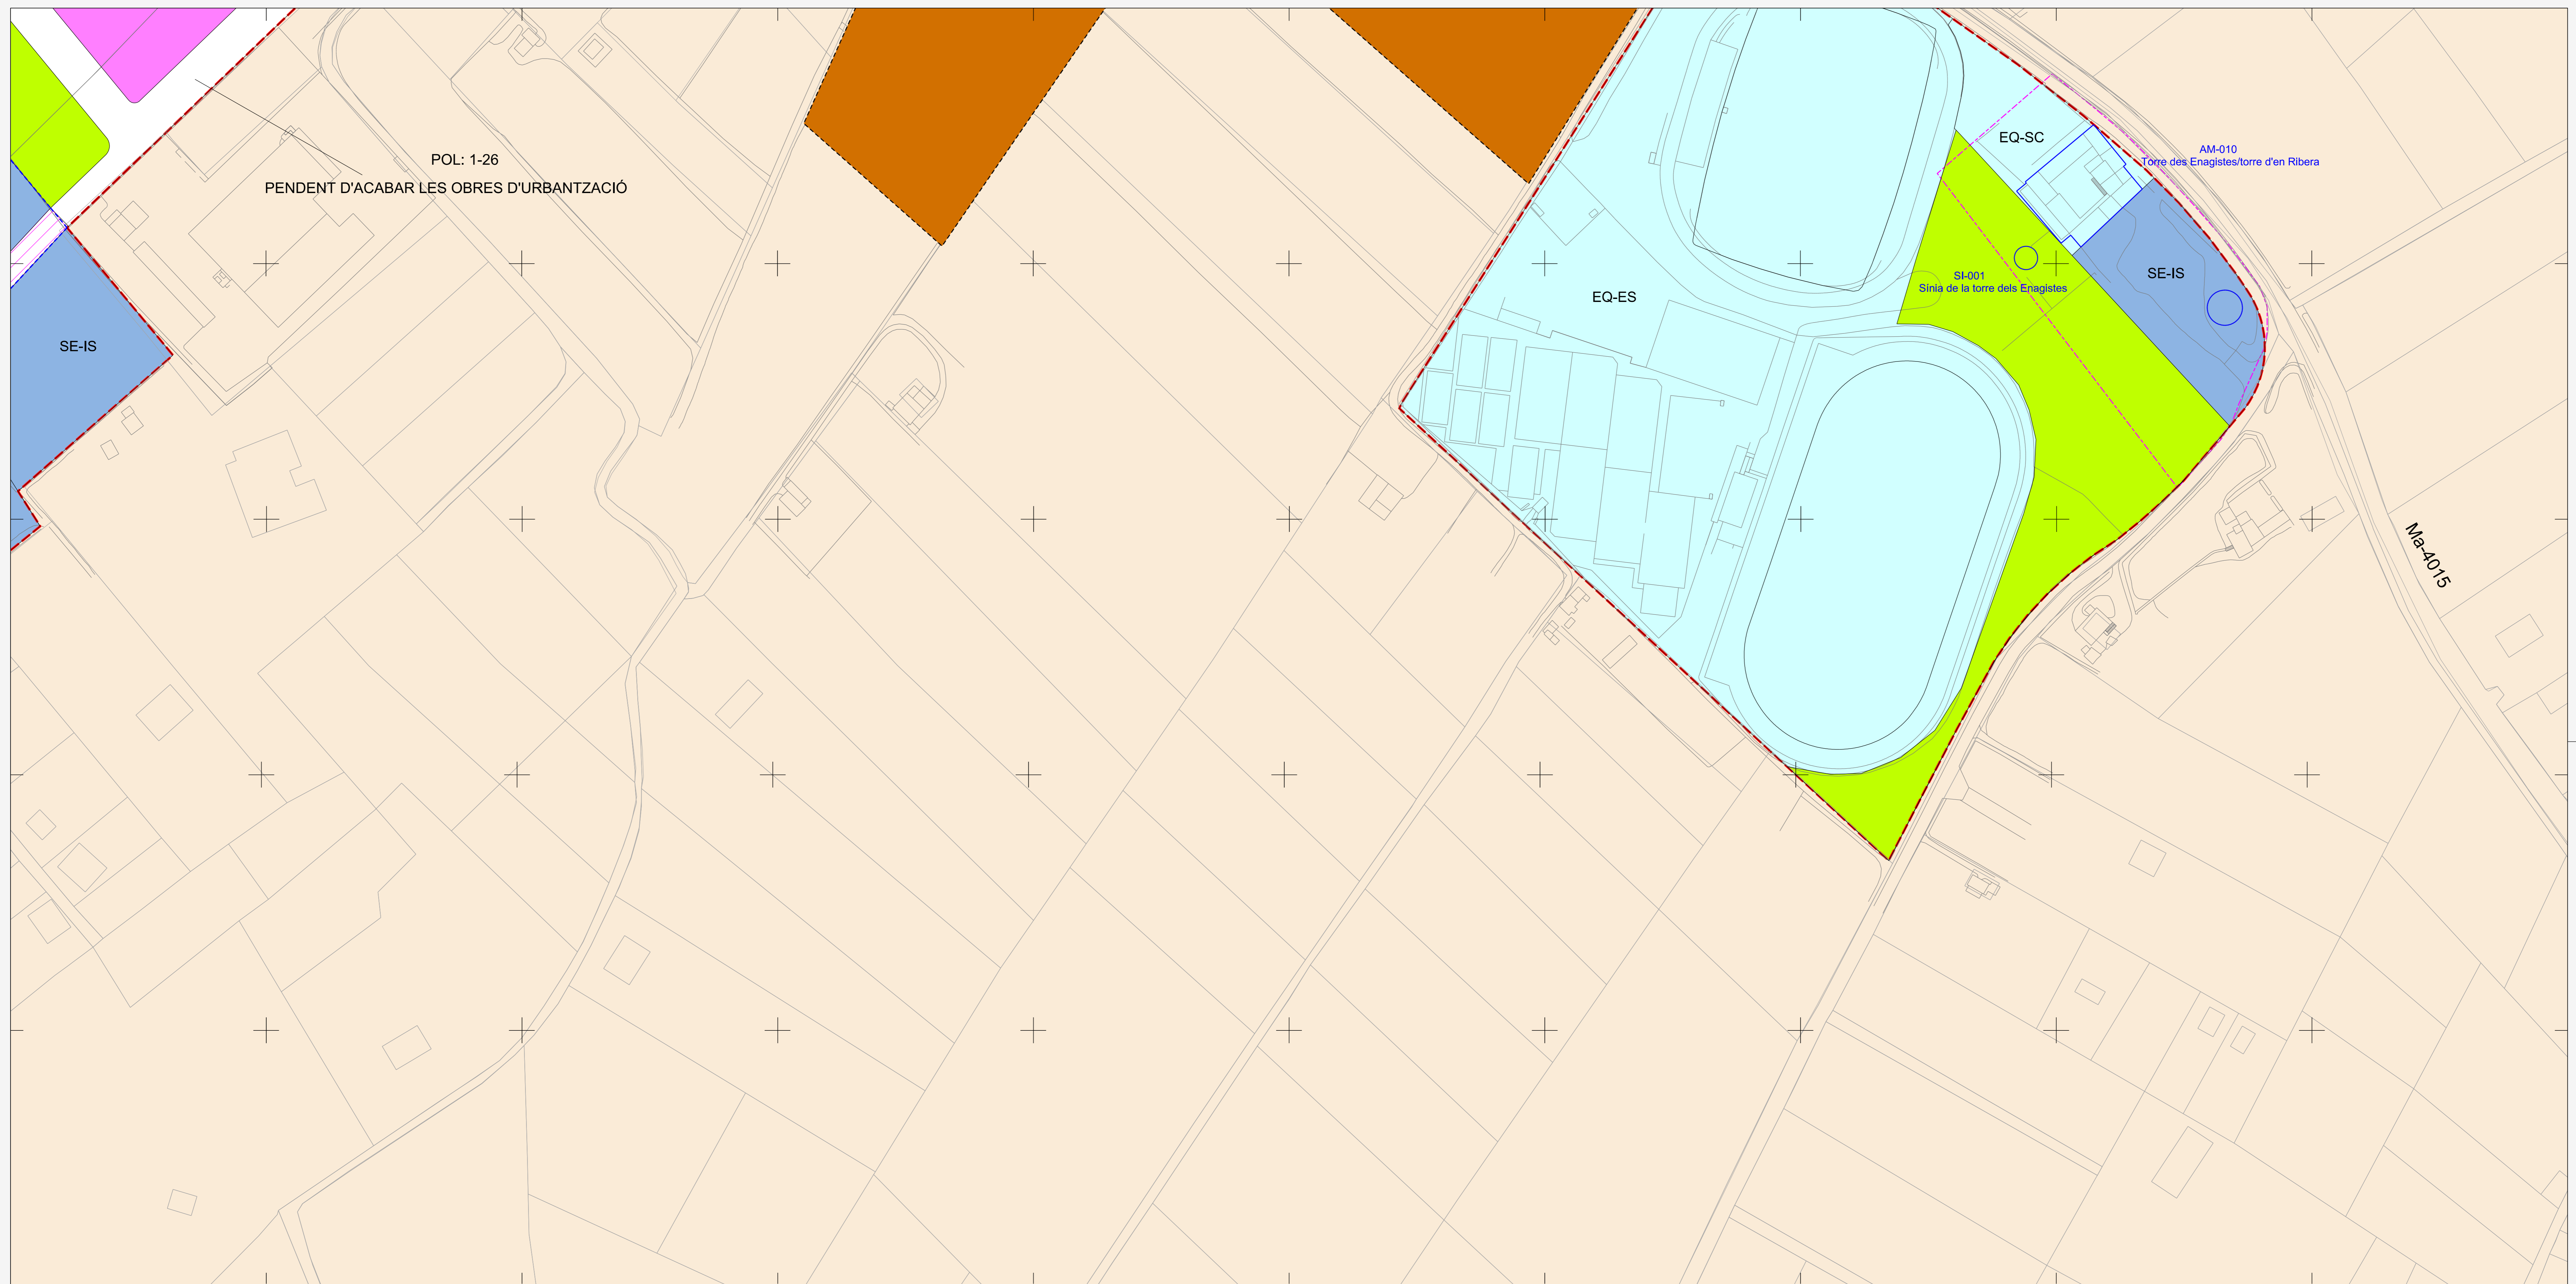 POL: 1-26
PENDENT D'ACABAR LES OBRES D'URBANTZACIÓ
SE-IS
EQ-SC
AM-010
Torre des Enagistes/torre d'en Ribera
SE-IS
SI-001
Sínia de la torre dels Enagistes
EQ-ES
Ma-4015